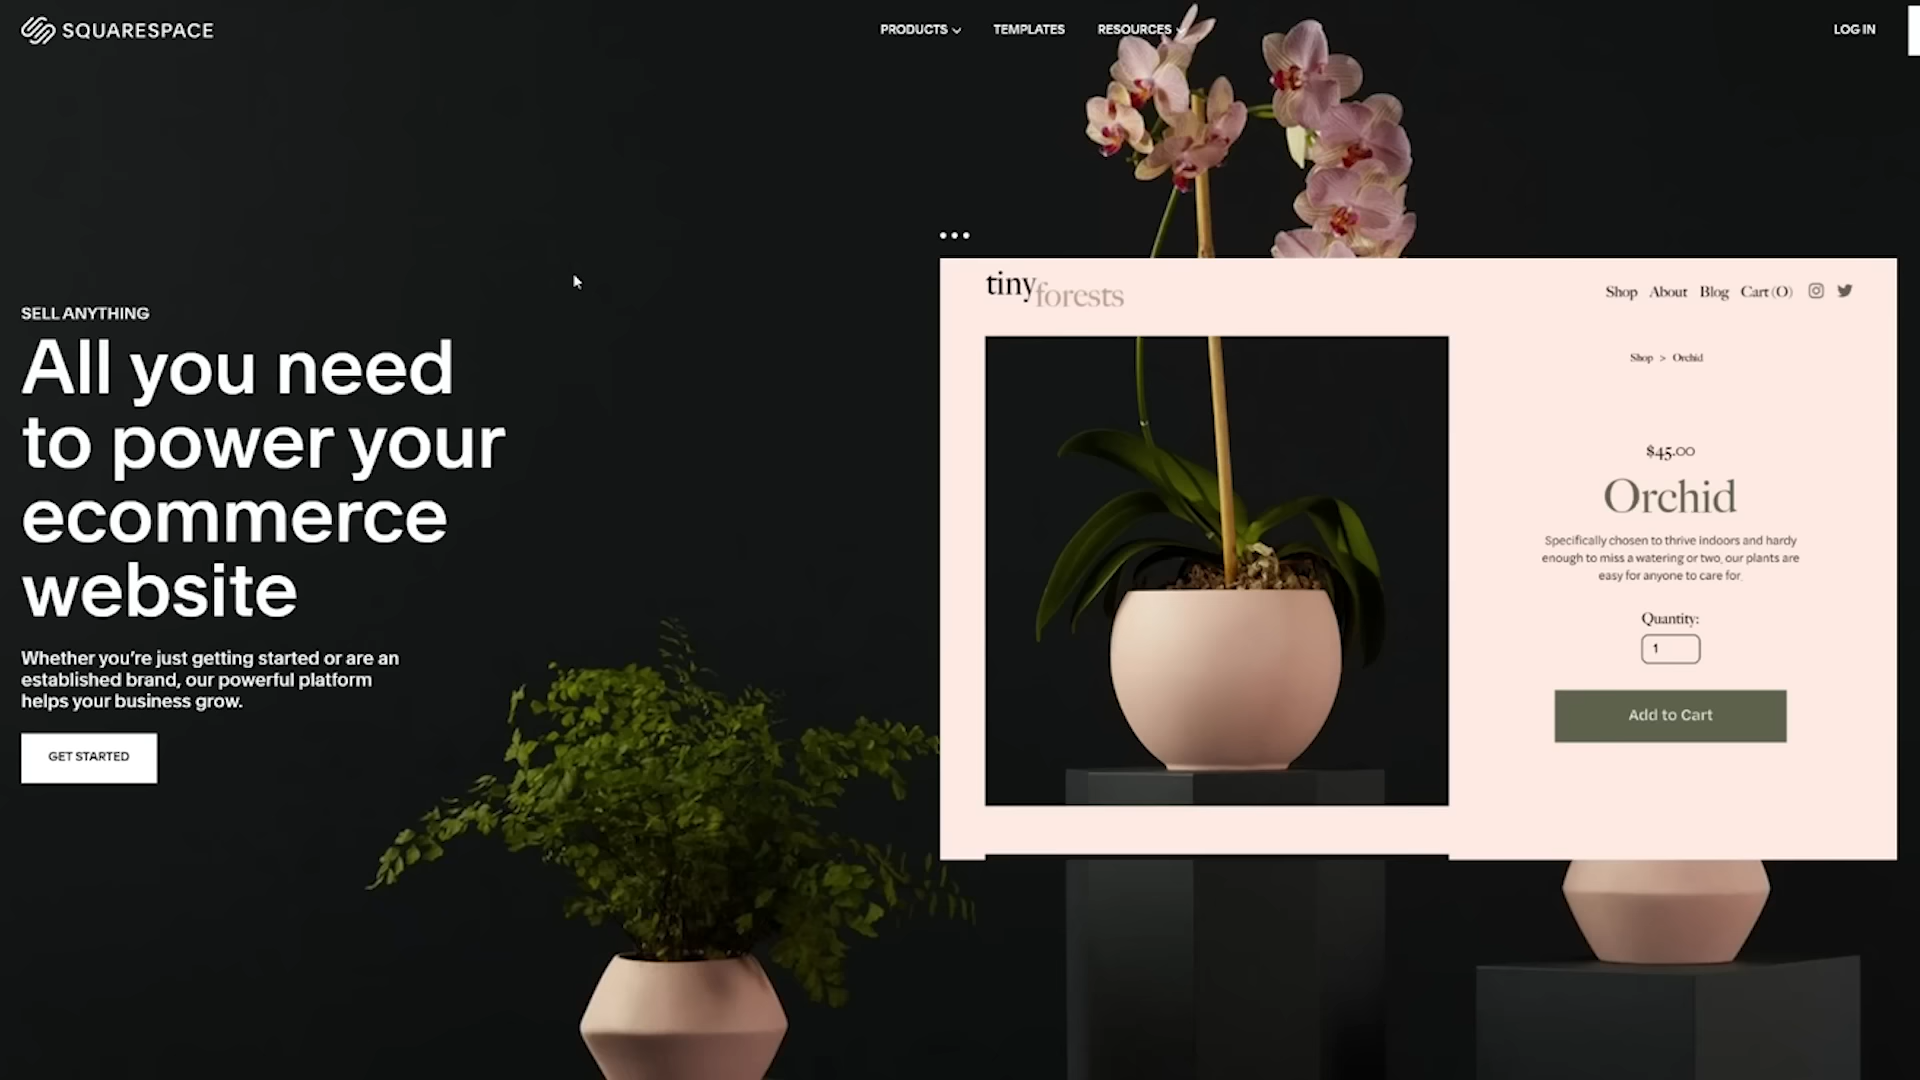 SQUARESPACE
PRODUCTS
TEMPLATES
RESOURCES
LOG IN
SELL ANYTHING
All you need
to power your
ecommerce
website
Whether you're just getting started or are an
established brand, our powerful platform
helps your business grow.
GET STARTED
tinyforests
Shop About Blog Cart (0)
Shop > Orchid
$45.00
Orchid
Specifically chosen to thrive indoors and hardy
enough to miss a watering or two, our plants are
easy for anyone to care for.
Quantity:
1
Add to Cart